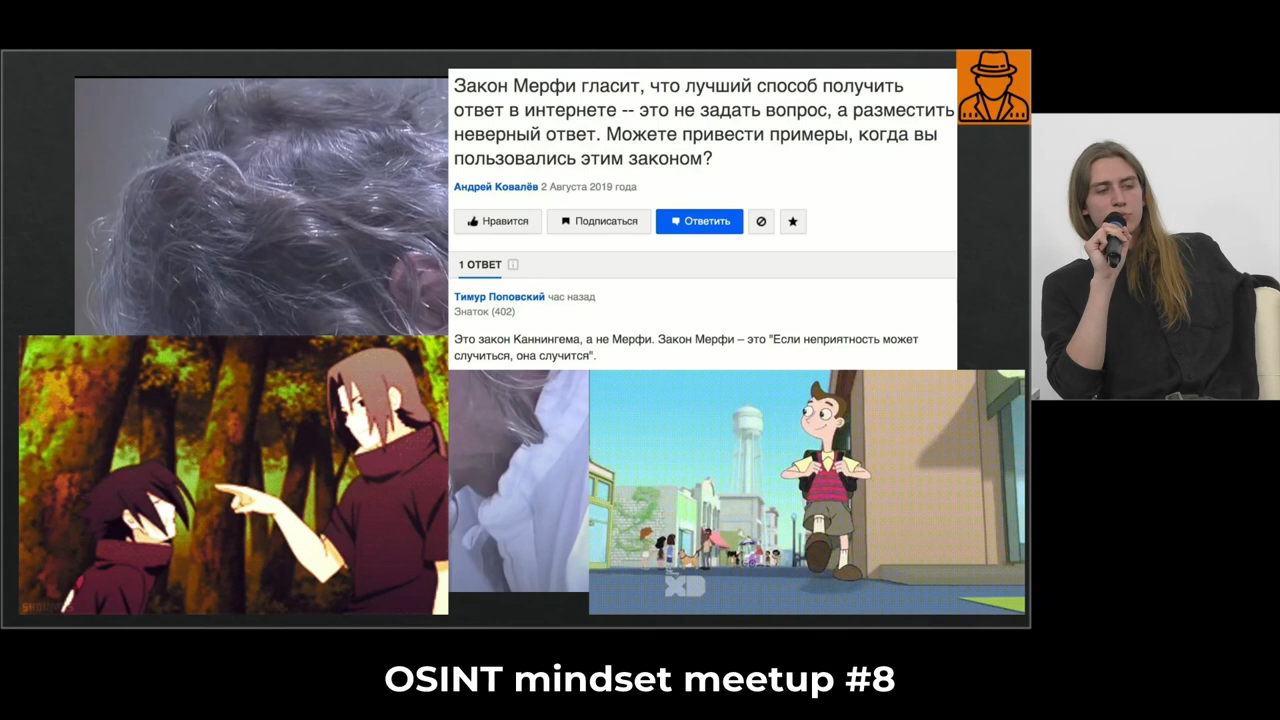 Закон Мерфи гласит, что лучший способ получить
ответ в интернете -- это не задать вопрос, а разместить
неверный ответ. Можете привести примеры, когда вы
пользовались этим законом?
Андрей Ковалёв 2 Августа 2019 года
Нравится
Подписаться
Ответить
1 ОТВЕТ
Тимур Поповский час назад
Знаток (402)
Это закон Каннингема, а не Мерфи. Закон Мерфи – это "Если неприятность может
случиться, она случится".
XD
OSINT mindset meetup #8